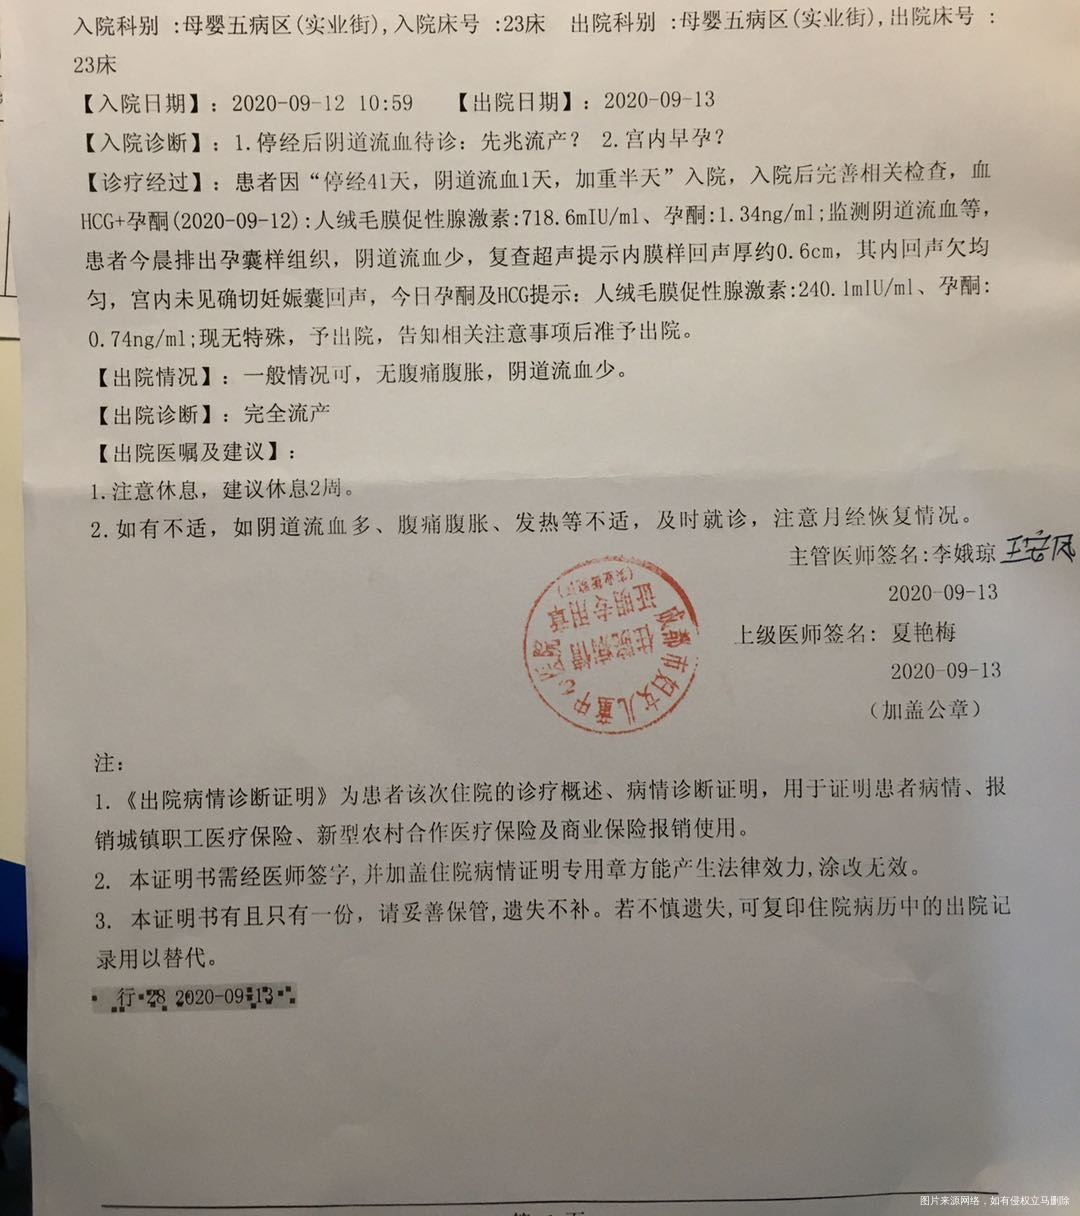 入院科别 :母婴五病区(实业街),入院床号 :23床 出院科别 :母婴五病区(实业街),出院床号 :
23床
【入院日期】: 2020-09-12 10:59 【出院日期】: 2020-09-13
【入院诊断】: 1.停经后阴道流血待诊: 先兆流产? 2.宫内早孕?
【诊疗经过】: 患者因“停经41天, 阴道流血1天, 加重半天”入院, 入院后完善相关检查, 血
HCG+孕酮(2020-09-12):人绒毛膜促性腺激素:718.6mIU/ml、孕酮:1.34ng/ml;监测阴道流血等,
患者今晨排出孕囊样组织, 阴道流血少, 复查超声提示内膜样回声厚约0.6cm, 其内回声欠均
匀, 宫内未见确切妊娠囊回声, 今日孕酮及HCG提示: 人绒毛膜促性腺激素:240.1mIU/ml、孕酮:
0.74ng/ml;现无特殊, 予出院, 告知相关注意事项后准予出院。
【出院情况】: 一般情况可, 无腹痛腹胀, 阴道流血少。
【出院诊断】: 完全流产
【出院医嘱及建议】:
1.注意休息, 建议休息2周。
2.如有不适, 如阴道流血多、腹痛腹胀、发热等不适, 及时就诊, 注意月经恢复情况。
主管医师签名:李娥琼
2020-09-13
上级医师签名: 夏艳梅
2020-09-13
(加盖公章)
成都市妇女儿童中心医院
住院病情
证明专用章
注:
1.《出院病情诊断证明》为患者该次住院的诊疗概述、病情诊断证明, 用于证明患者病情、报
销城镇职工医疗保险、新型农村合作医疗保险及商业保险报销使用。
2. 本证明书需经医师签字,并加盖住院病情证明专用章方能产生法律效力,涂改无效。
3. 本证明书有且只有一份, 请妥善保管,遗失不补。若不慎遗失,可复印住院病历中的出院记
录用以替代。
行 28 2020-09-13
图片来源网络，如有侵权立马删除